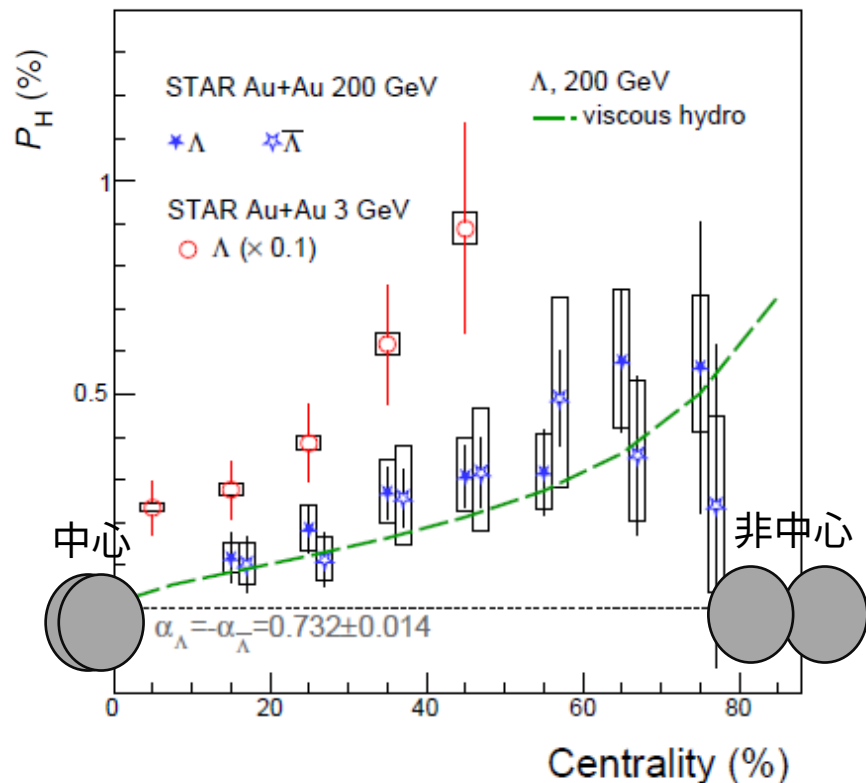 P_H (%)
STAR Au+Au 200 GeV
Λ Λ̅
STAR Au+Au 3 GeV
Λ (× 0.1)
Λ, 200 GeV
viscous hydro
1
0.5
中心
非中心
α_Λ=-α_Λ̅=0.732±0.014
0 20 40 60 80
Centrality (%)